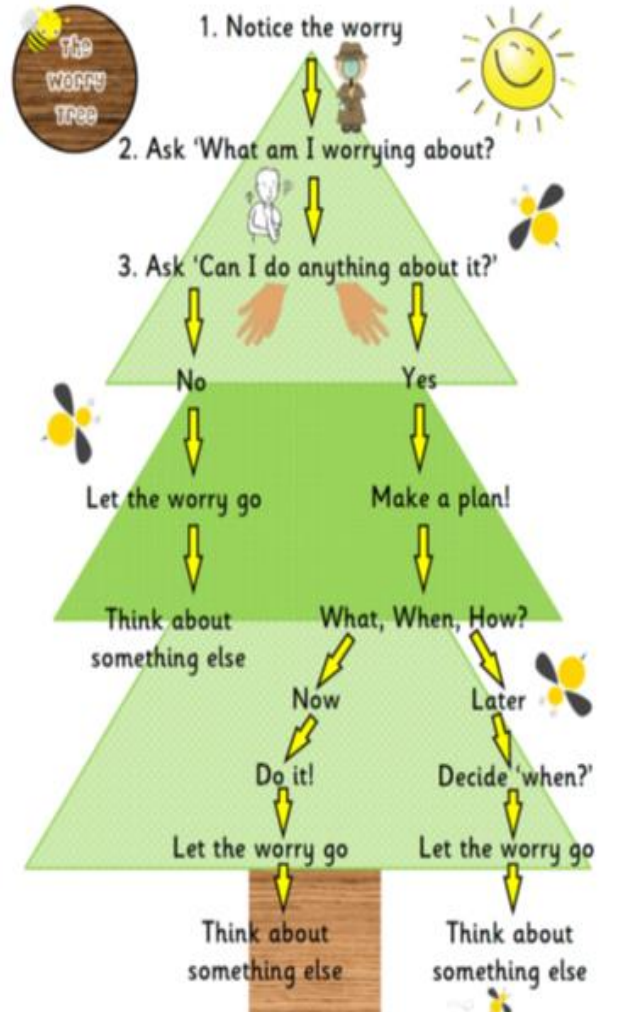 The
Worry
Tree
1. Notice the worry
2. Ask 'What am I worrying about?
3. Ask 'Can I do anything about it?'
No
Yes
Let the worry go
Make a plan!
Think about
something else
What, When, How?
Now
Later
Do it!
Decide 'when?'
Let the worry go
Let the worry go
Think about
something else
Think about
something else